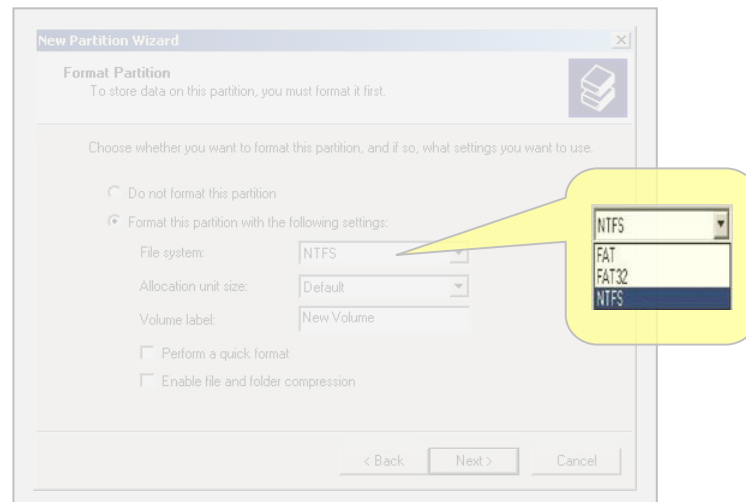 New Partition Wizard
Format Partition
To store data on this partition, you must format it first.
Choose whether you want to format this partition, and if so, what settings you want to use.
Do not format this partition
Format this partition with the following settings:
File system: NTFS
Allocation unit size: Default
Volume label: New Volume
Perform a quick format
Enable file and folder compression
< Back Next > Cancel
NTFS
FAT
FAT32
NTFS